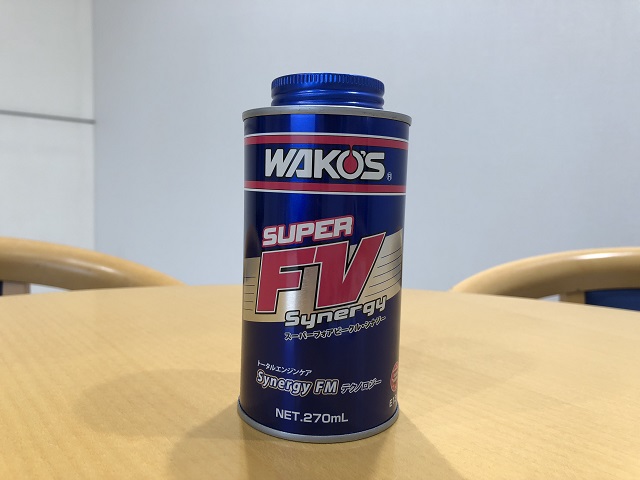 WAKO'S ®
SUPER
FV
Synergy
スーパーフォアビークル・シナジー
トータルエンジンケア
Synergy FM テクノロジー
NET.270mL